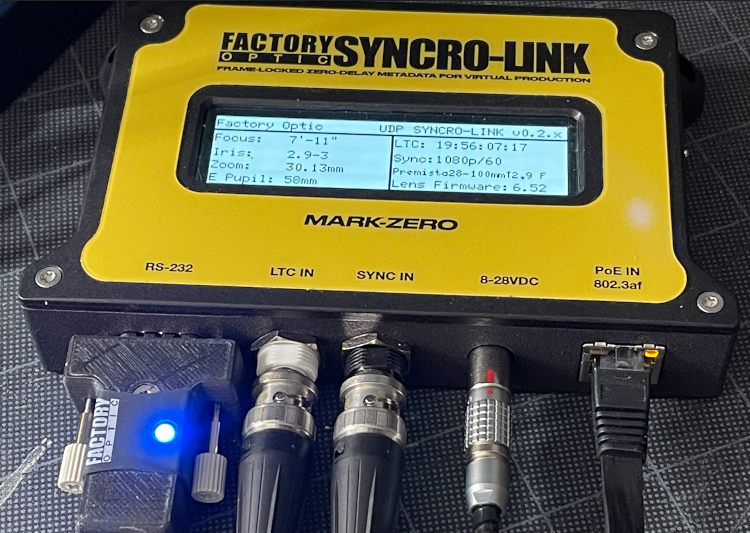 FACTORY
OPTIC
SYNCRO-LINK
FRAME-LOCKED ZERO-DELAY METADATA FOR VIRTUAL PRODUCTION
Factory Optic UDP SYNCRO-LINK v0.2.x
Focus: 7'-11"
Iris: 2.9-3
Zoom: 30.13mm
E Pupil: 58mm
LTC: 19:56:07:17
Sync:1080p/60
Premista28-100mmT2.9 F
Lens Firmware: 6.52
MARK-ZERO
RS-232
LTC IN
SYNC IN
8-28VDC
PoE IN
802.3af
FACTORY
OPTIC